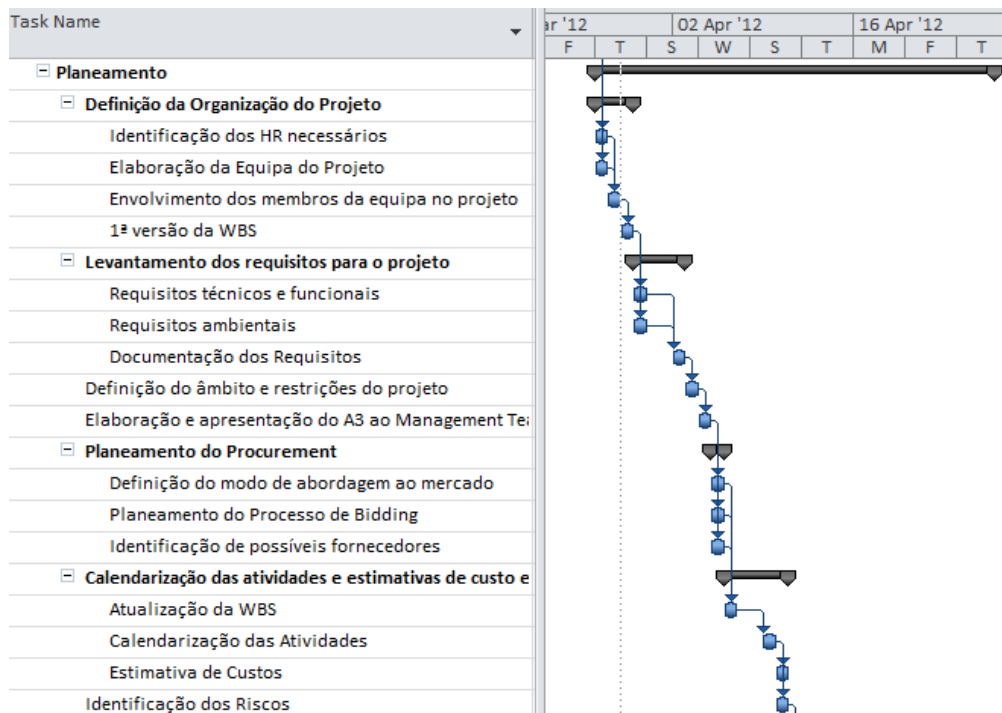 Task Name
ar '12 02 Apr '12 16 Apr '12
F T S W S T M F T
Planeamento
Definição da Organização do Projeto
Identificação dos HR necessários
Elaboração da Equipa do Projeto
Envolvimento dos membros da equipa no projeto
1ª versão da WBS
Levantamento dos requisitos para o projeto
Requisitos técnicos e funcionais
Requisitos ambientais
Documentação dos Requisitos
Definição do âmbito e restrições do projeto
Elaboração e apresentação do A3 ao Management Tea
Planeamento do Procurement
Definição do modo de abordagem ao mercado
Planeamento do Processo de Bidding
Identificação de possíveis fornecedores
Calendarização das atividades e estimativas de custo e
Atualização da WBS
Calendarização das Atividades
Estimativa de Custos
Identificação dos Riscos